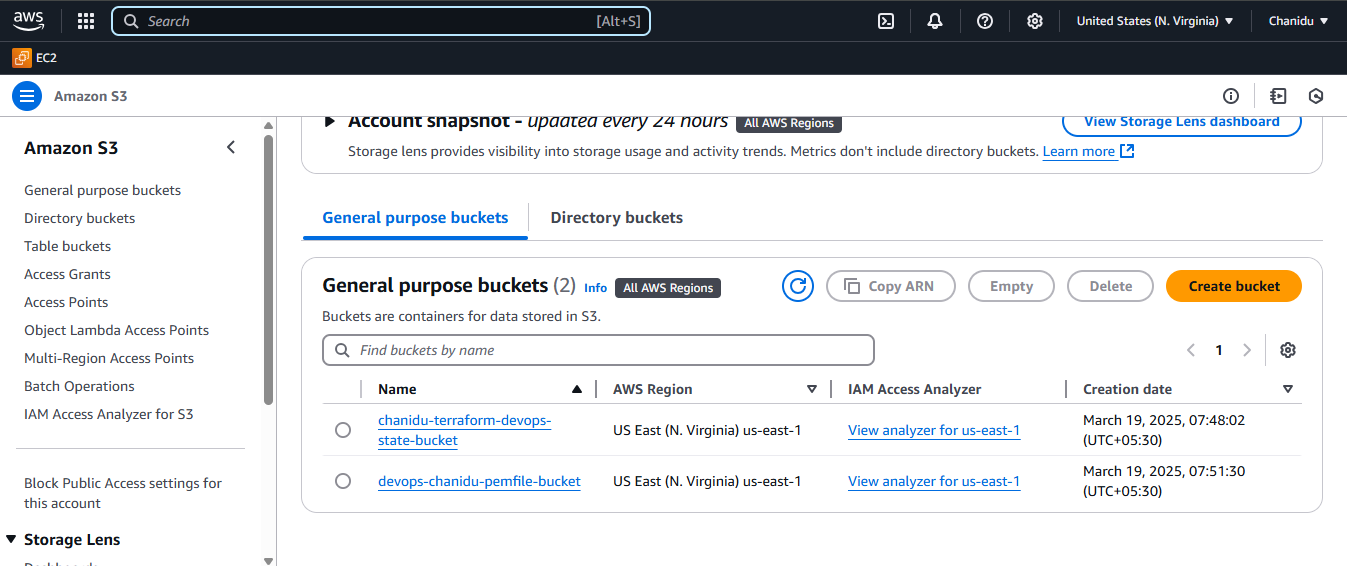 aws
Search
[Alt+S]
United States (N. Virginia)
Chanidu
EC2
Amazon S3
Amazon S3
General purpose buckets
Directory buckets
Table buckets
Access Grants
Access Points
Object Lambda Access Points
Multi-Region Access Points
Batch Operations
IAM Access Analyzer for S3
Block Public Access settings for
this account
Storage Lens
Dashboards
Account snapshot - updated every 24 hours
All AWS Regions
View Storage Lens dashboard
Storage lens provides visibility into storage usage and activity trends. Metrics don't include directory buckets. Learn more
General purpose buckets
Directory buckets
General purpose buckets (2)
Info
All AWS Regions
Copy ARN
Empty
Delete
Create bucket
Buckets are containers for data stored in S3.
Find buckets by name
1
Name
AWS Region
IAM Access Analyzer
Creation date
chanidu-terraform-devops-
state-bucket
US East (N. Virginia) us-east-1
View analyzer for us-east-1
March 19, 2025, 07:48:02
(UTC+05:30)
devops-chanidu-pemfile-bucket
US East (N. Virginia) us-east-1
View analyzer for us-east-1
March 19, 2025, 07:51:30
(UTC+05:30)